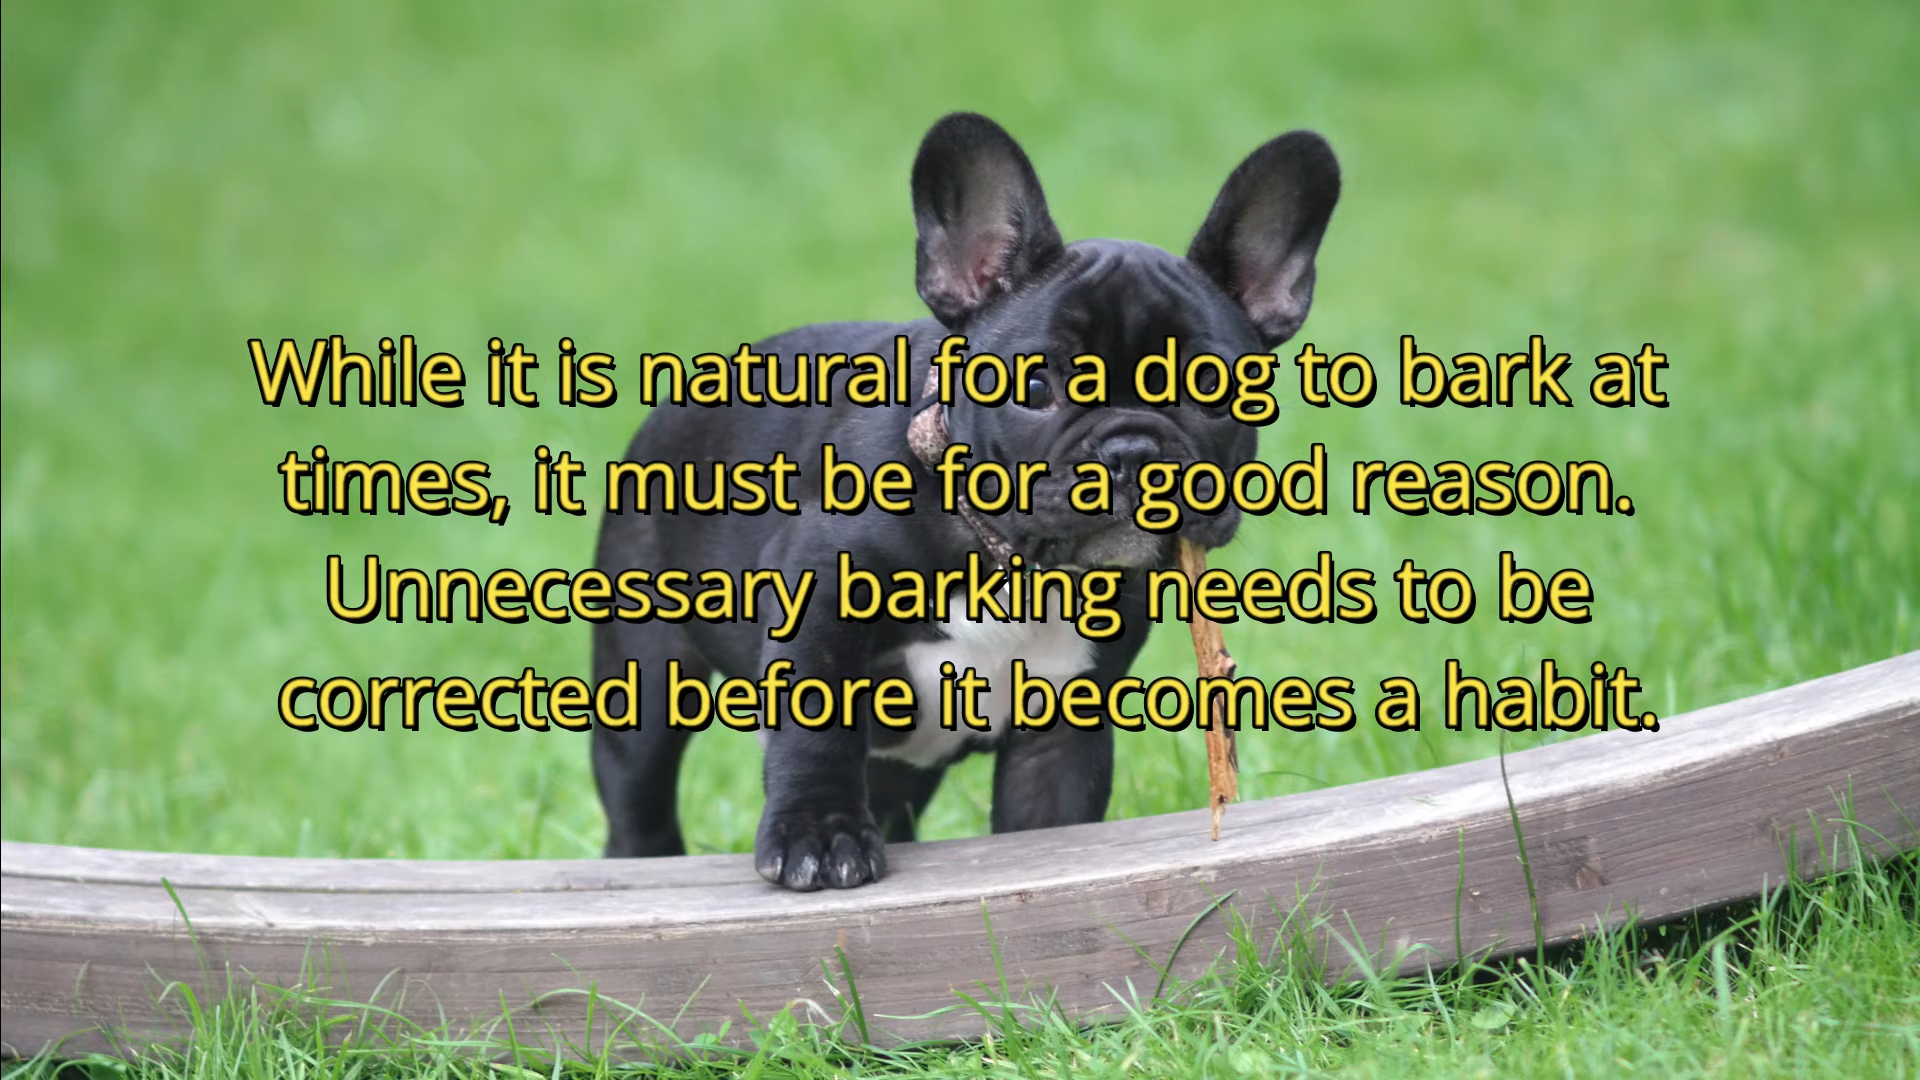 While it is natural for a dog to bark at
times, it must be for a good reason.
Unnecessary barking needs to be
corrected before it becomes a habit.